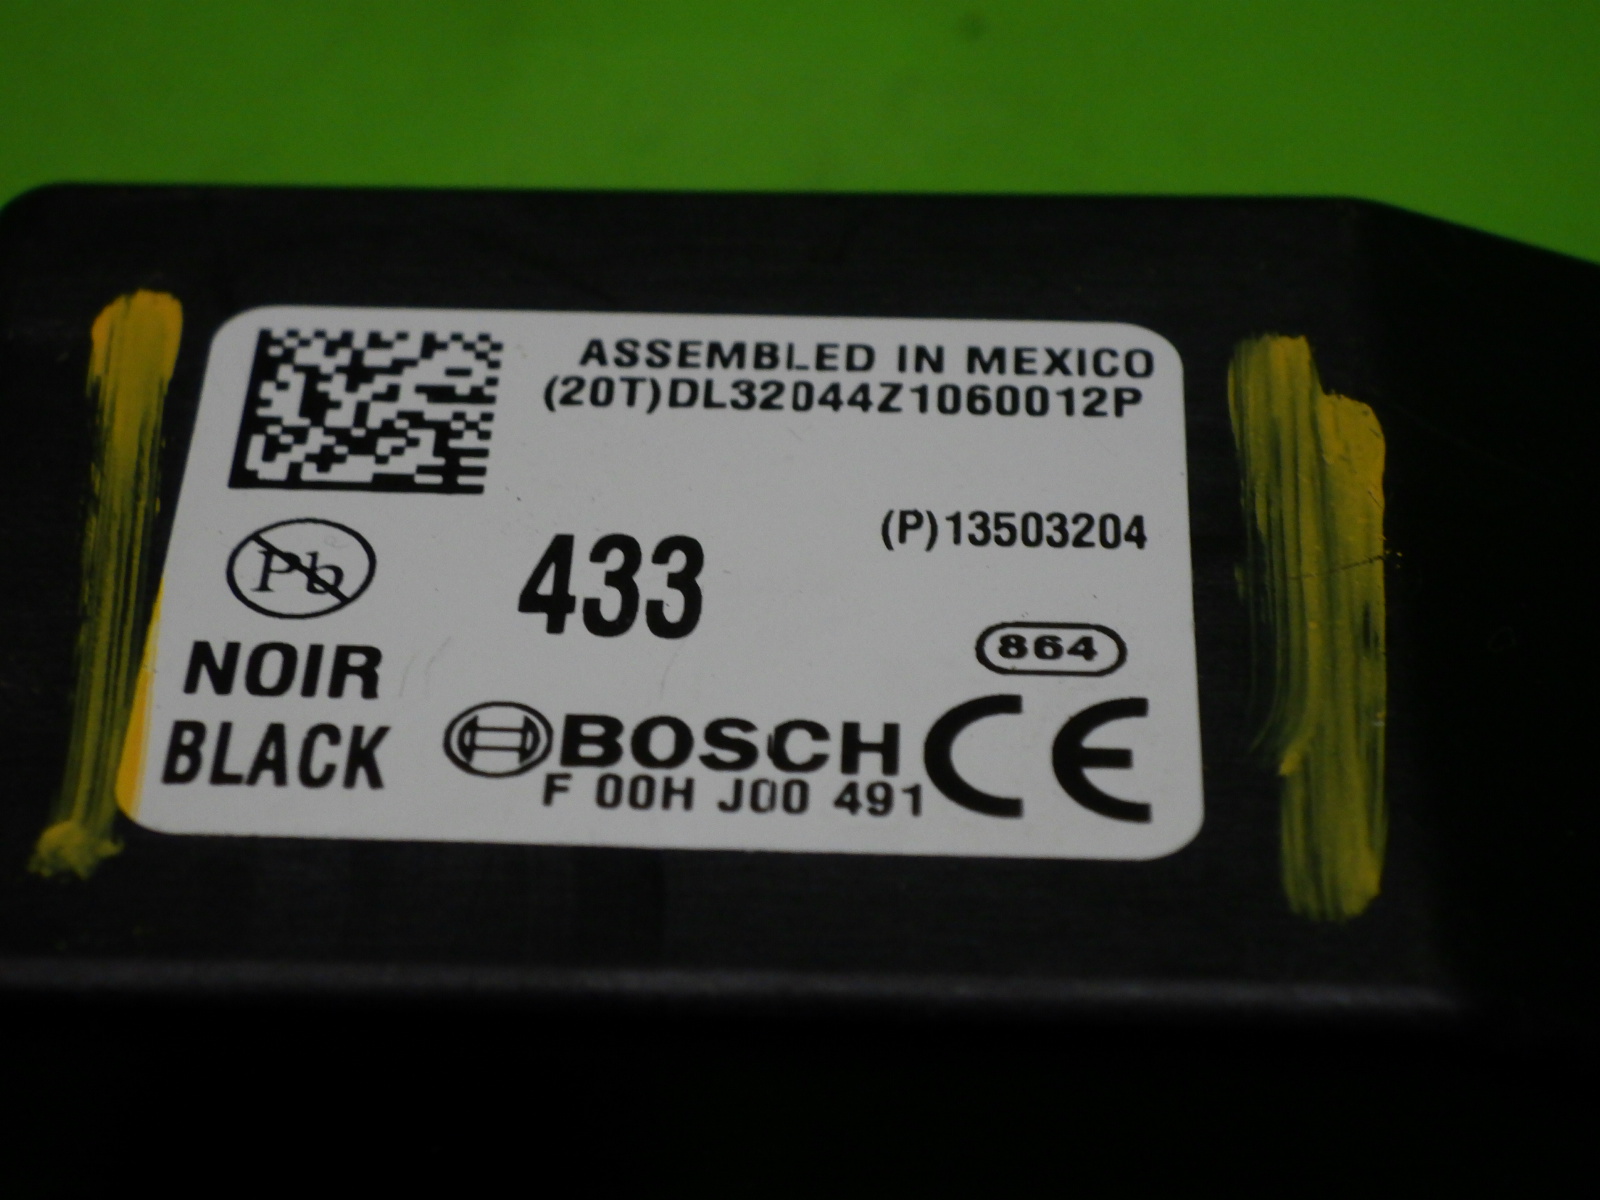 ASSEMBLED IN MEXICO
(20T)DL32044Z1060012P
(P)13503204
Pb
433
864
NOIR
BLACK
BOSCH
CE
F 00H J00 491